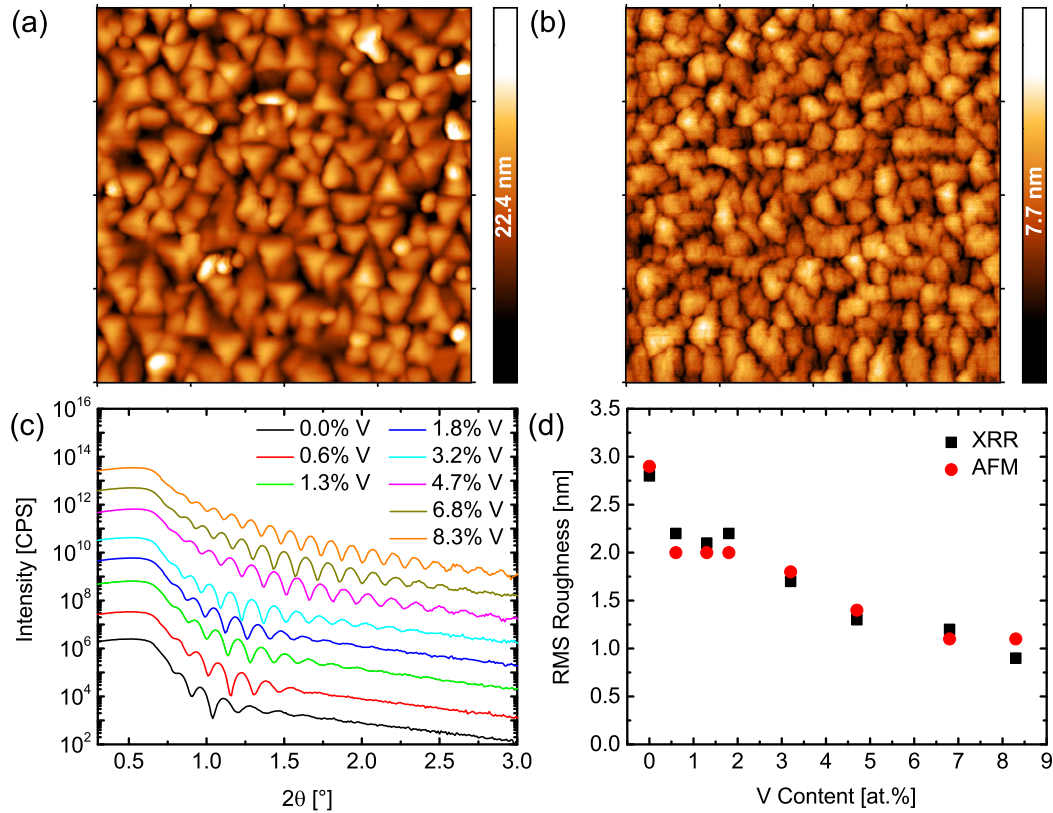 (a)
22.4 nm
(b)
7.7 nm
(c)
10^16
10^14
10^12
10^10
10^8
10^6
10^4
10^2
Intensity [CPS]
0.0% V
0.6% V
1.3% V
1.8% V
3.2% V
4.7% V
6.8% V
8.3% V
0.5 1.0 1.5 2.0 2.5 3.0
2θ [°]
(d)
3.5
3.0
2.5
2.0
1.5
1.0
0.5
0.0
RMS Roughness [nm]
XRR
AFM
0 1 2 3 4 5 6 7 8 9
V Content [at.%]